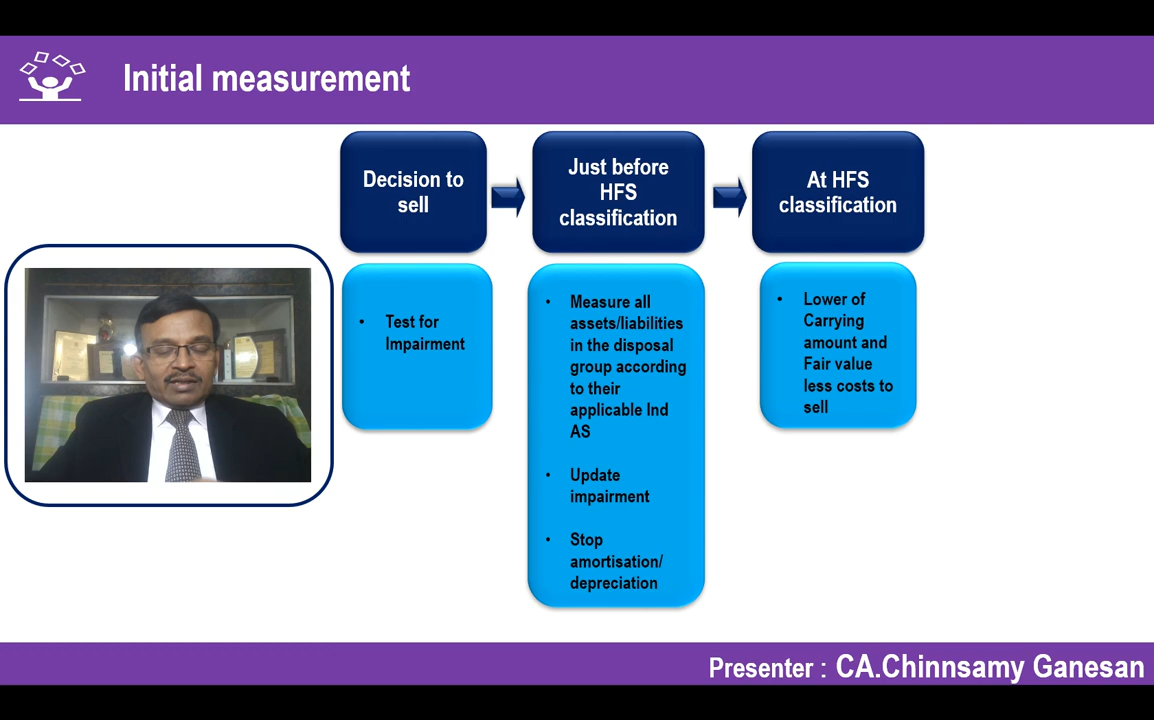 Initial measurement
Decision to
sell
Just before
HFS
classification
At HFS
classification
• Test for
Impairment
• Measure all
assets/liabilities
in the disposal
group according
to their
applicable Ind
AS
• Update
impairment
• Stop
amortisation/
depreciation
• Lower of
Carrying
amount and
Fair value
less costs to
sell
Presenter : CA.Chinnsamy Ganesan